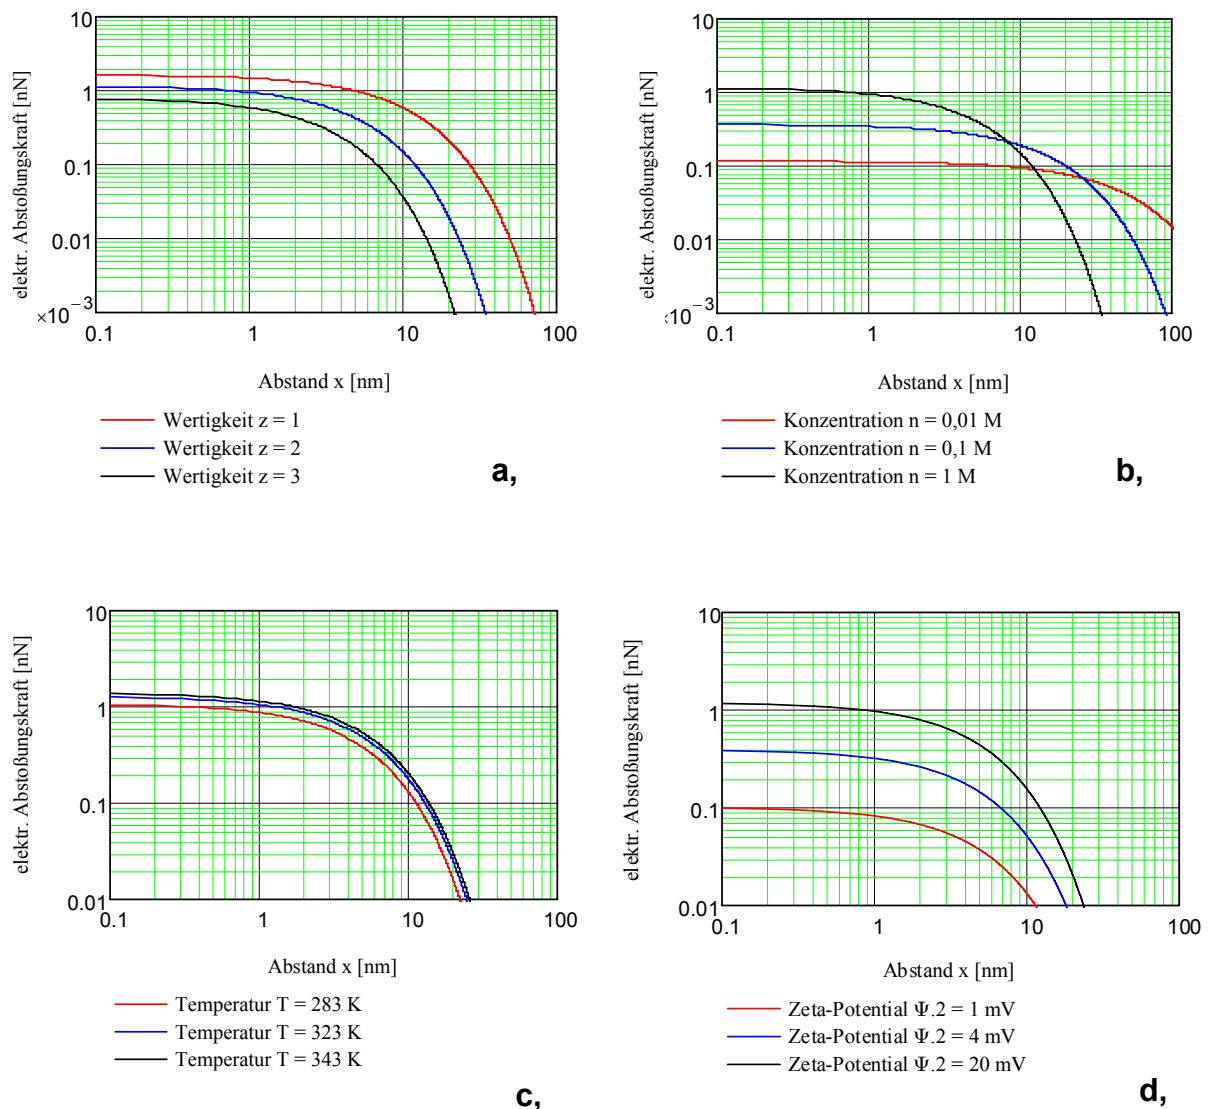 elektr. Abstoßungskraft [nN]
10
1
0.1
0.01
×10⁻³
0.1 1 10 100
Abstand x [nm]
Wertigkeit z = 1
Wertigkeit z = 2
Wertigkeit z = 3
a,
elektr. Abstoßungskraft [nN]
10
1
0.1
0.01
10⁻³
0.1 1 10 100
Abstand x [nm]
Konzentration n = 0,01 M
Konzentration n = 0,1 M
Konzentration n = 1 M
b,
elektr. Abstoßungskraft [nN]
10
1
0.1
0.01
0.1 1 10 100
Abstand x [nm]
Temperatur T = 283 K
Temperatur T = 323 K
Temperatur T = 343 K
c,
elektr. Abstoßungskraft [nN]
10
1
0.1
0.01
0.1 1 10 100
Abstand x [nm]
Zeta-Potential Ψ.2 = 1 mV
Zeta-Potential Ψ.2 = 4 mV
Zeta-Potential Ψ.2 = 20 mV
d,